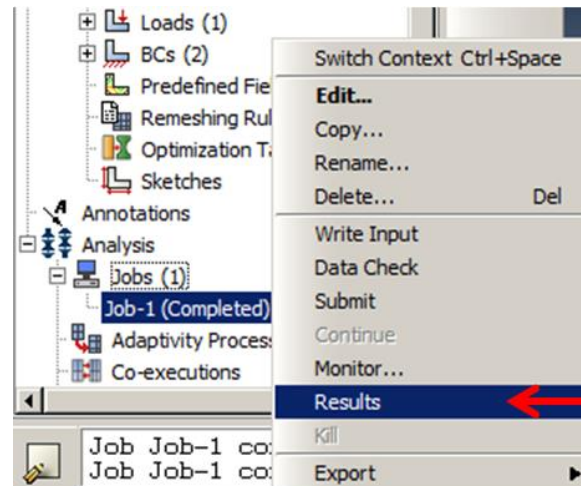 Loads (1)
BCs (2)
Predefined Fie
Remeshing Rul
Optimization Ta
Sketches
Annotations
Analysis
Jobs (1)
Job-1 (Completed)
Adaptivity Process
Co-executions
Job Job-1 co
Job Job-1 co
Switch Context Ctrl+Space
Edit...
Copy...
Rename...
Delete... Del
Write Input
Data Check
Submit
Continue
Monitor...
Results
Kill
Export